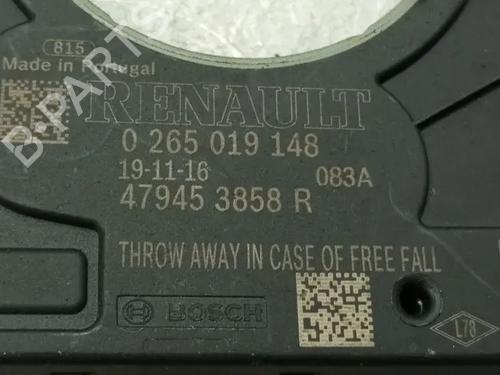 815
Made in Portugal
RENAULT
0 265 019 148
19-11-16 083A
47945 3858 R
THROW AWAY IN CASE OF FREE FALL
BOSCH
L78
B-PARTS